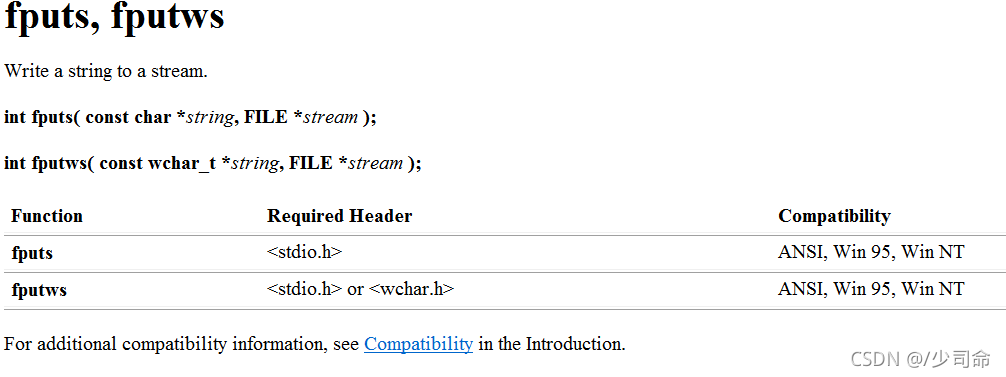 fputs, fputws
Write a string to a stream.
int fputs( const char *string, FILE *stream );
int fputws( const wchar_t *string, FILE *stream );
Function Required Header Compatibility
fputs <stdio.h> ANSI, Win 95, Win NT
fputws <stdio.h> or <wchar.h> ANSI, Win 95, Win NT
For additional compatibility information, see Compatibility in the Introduction.
CSDN @/少司命